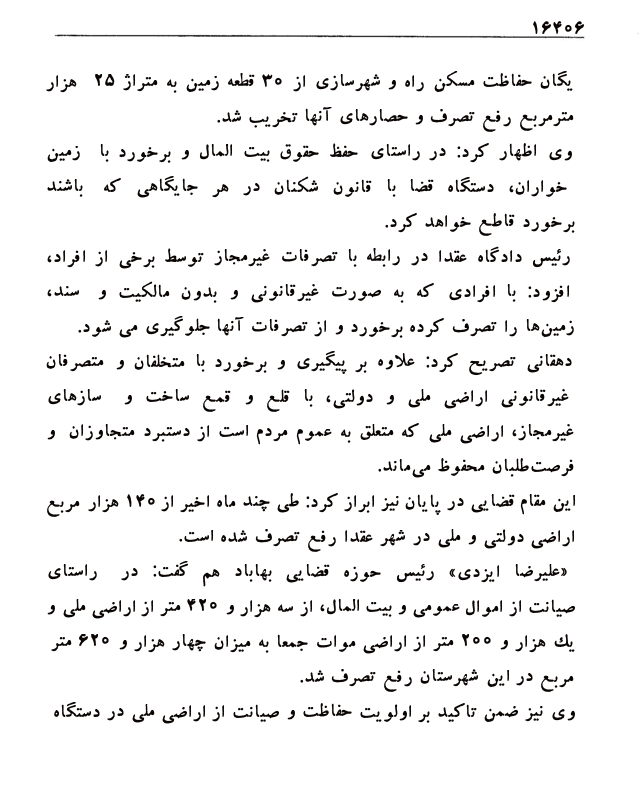 ۱۶۴۰۶
یگان حفاظت مسکن راه و شهرسازی از ۳۰ قطعه زمین به متراژ ۲۵ هزار
مترمربع رفع تصرف و حصارهای آنها تخریب شد.
وی اظهار کرد: در راستای حفظ حقوق بیت المال و برخورد با زمین
خواران، دستگاه قضا با قانون شکنان در هر جایگاهی که باشند
برخورد قاطع خواهد کرد.
رئیس دادگاه عقدا در رابطه با تصرفات غیرمجاز توسط برخی از افراد،
افزود: با افرادی که به صورت غیرقانونی و بدون مالکیت و سند،
زمین‌ها را تصرف کرده برخورد و از تصرفات آنها جلوگیری می شود.
دهقانی تصریح کرد: علاوه بر پیگیری و برخورد با متخلفان و متصرفان
غیرقانونی اراضی ملی و دولتی، با قلع و قمع ساخت و سازهای
غیرمجاز، اراضی ملی که متعلق به عموم مردم است از دستبرد متجاوزان و
فرصت‌طلبان محفوظ می‌ماند.
این مقام قضایی در پایان نیز ابراز کرد: طی چند ماه اخیر از ۱۴۰ هزار مربع
اراضی دولتی و ملی در شهر عقدا رفع تصرف شده است.
«علیرضا ایزدی» رئیس حوزه قضایی بهاباد هم گفت: در راستای
صیانت از اموال عمومی و بیت المال، از سه هزار و ۴۲۰ متر از اراضی ملی و
یك هزار و ۲۰۰ متر از اراضی موات جمعا به میزان چهار هزار و ۶۲۰ متر
مربع در این شهرستان رفع تصرف شد.
وی نیز ضمن تاکید بر اولویت حفاظت و صیانت از اراضی ملی در دستگاه